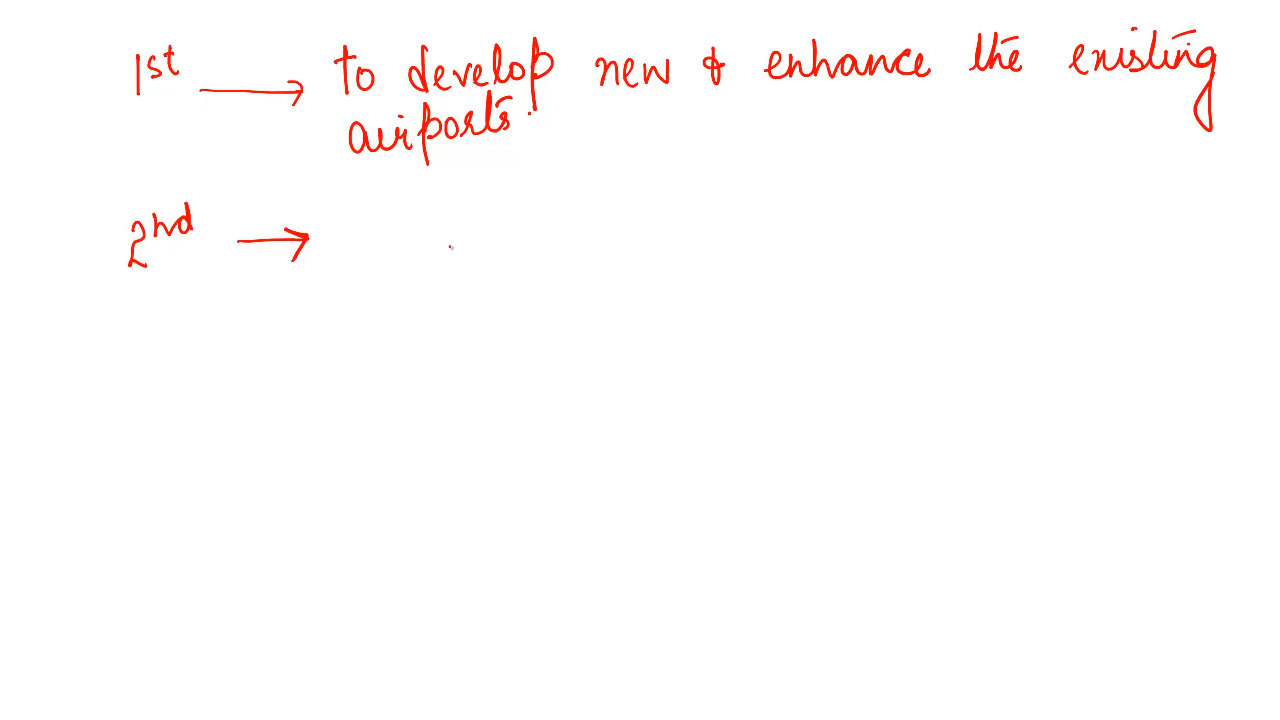 1st → to develop new & enhance the existing
airports.
2nd →